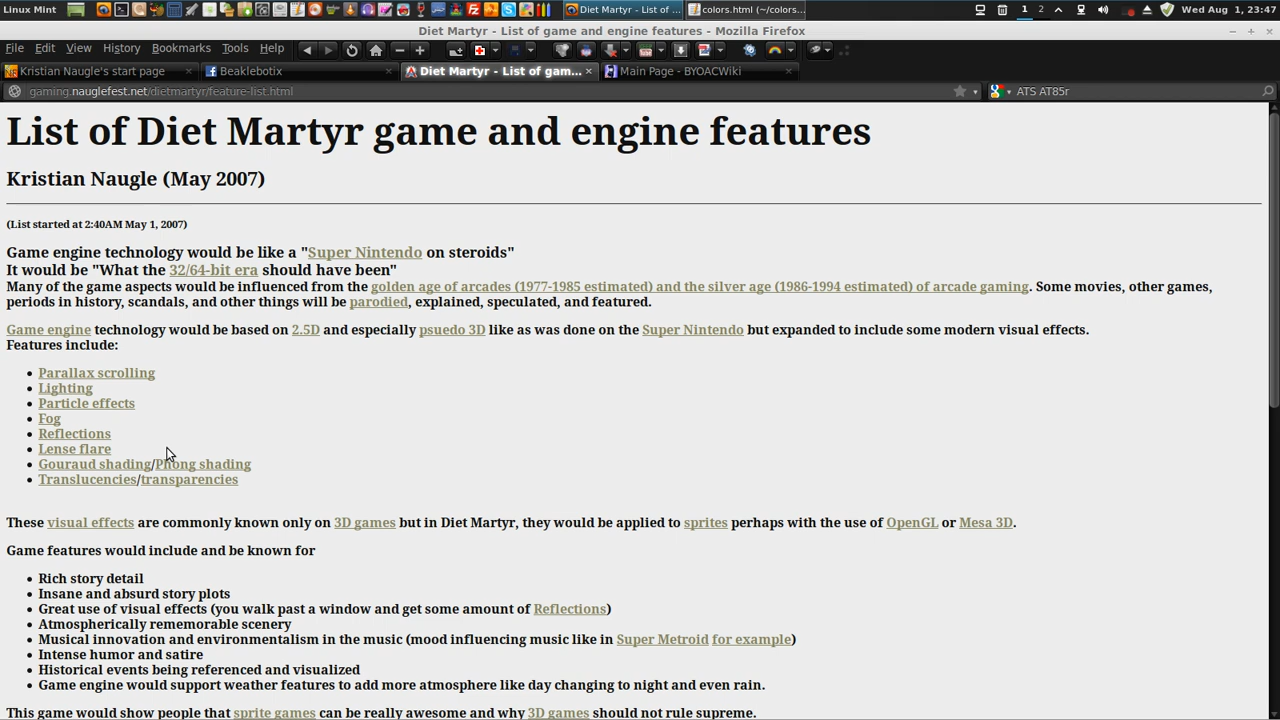 Linux Mint
Diet Martyr - List of ...
colors.html (~/colors...
1
2
Wed Aug 1, 23:47
Diet Martyr - List of game and engine features - Mozilla Firefox
File Edit View History Bookmarks Tools Help
Kristian Naugle's start page
Beaklebotix
Diet Martyr - List of gam...
Main Page - BYOACWiki
gaming.nauglefest.net/dietmartyr/feature-list.html
ATS AT85r
List of Diet Martyr game and engine features
Kristian Naugle (May 2007)
(List started at 2:40AM May 1, 2007)
Game engine technology would be like a "Super Nintendo on steroids"
It would be "What the 32/64-bit era should have been"
Many of the game aspects would be influenced from the golden age of arcades (1977-1985 estimated) and the silver age (1986-1994 estimated) of arcade gaming. Some movies, other games,
periods in history, scandals, and other things will be parodied, explained, speculated, and featured.
Game engine technology would be based on 2.5D and especially psuedo 3D like as was done on the Super Nintendo but expanded to include some modern visual effects.
Features include:
• Parallax scrolling
• Lighting
• Particle effects
• Fog
• Reflections
• Lense flare
• Gouraud shading/Phong shading
• Translucencies/transparencies
These visual effects are commonly known only on 3D games but in Diet Martyr, they would be applied to sprites perhaps with the use of OpenGL or Mesa 3D.
Game features would include and be known for
• Rich story detail
• Insane and absurd story plots
• Great use of visual effects (you walk past a window and get some amount of Reflections)
• Atmospherically rememorable scenery
• Musical innovation and environmentalism in the music (mood influencing music like in Super Metroid for example)
• Intense humor and satire
• Historical events being referenced and visualized
• Game engine would support weather features to add more atmosphere like day changing to night and even rain.
This game would show people that sprite games can be really awesome and why 3D games should not rule supreme.